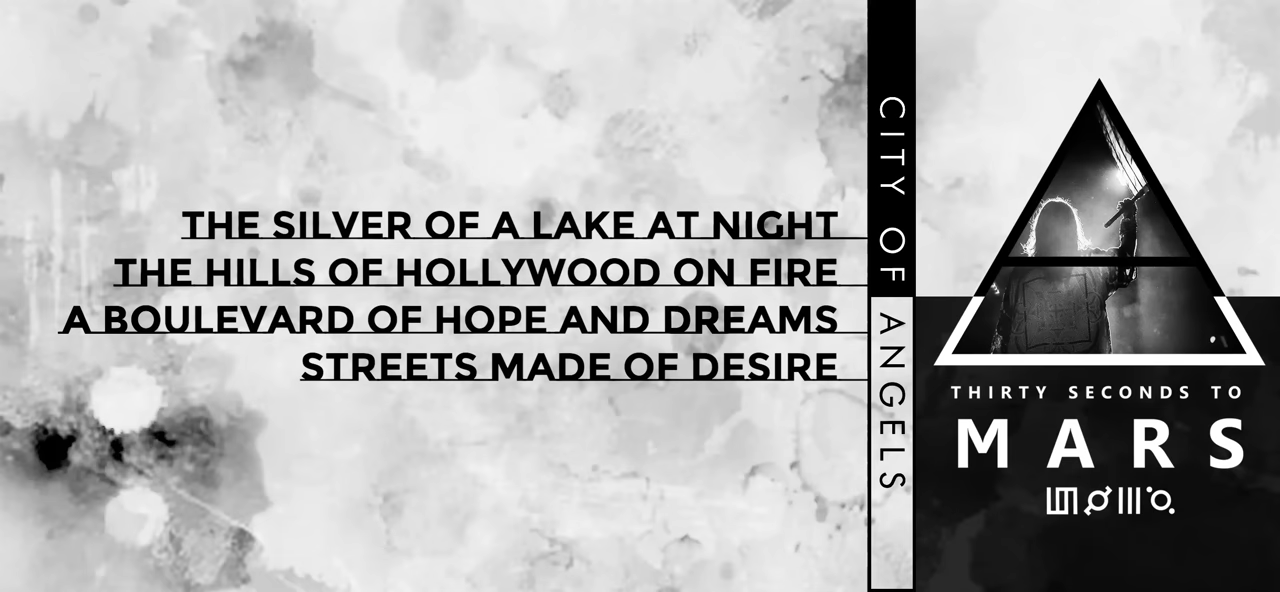 THE SILVER OF A LAKE AT NIGHT
THE HILLS OF HOLLYWOOD ON FIRE
A BOULEVARD OF HOPE AND DREAMS
STREETS MADE OF DESIRE
CITY OF ANGELS
THIRTY SECONDS TO
MARS